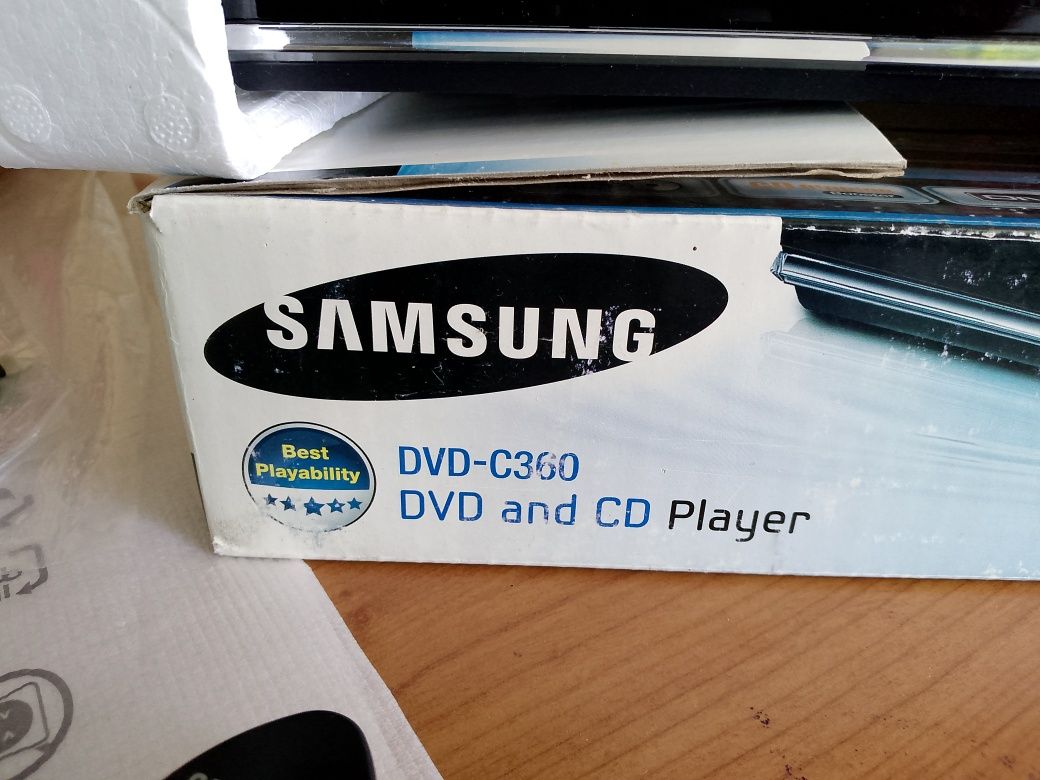 SAMSUNG
Best
Playability
DVD-C360
DVD and CD Player